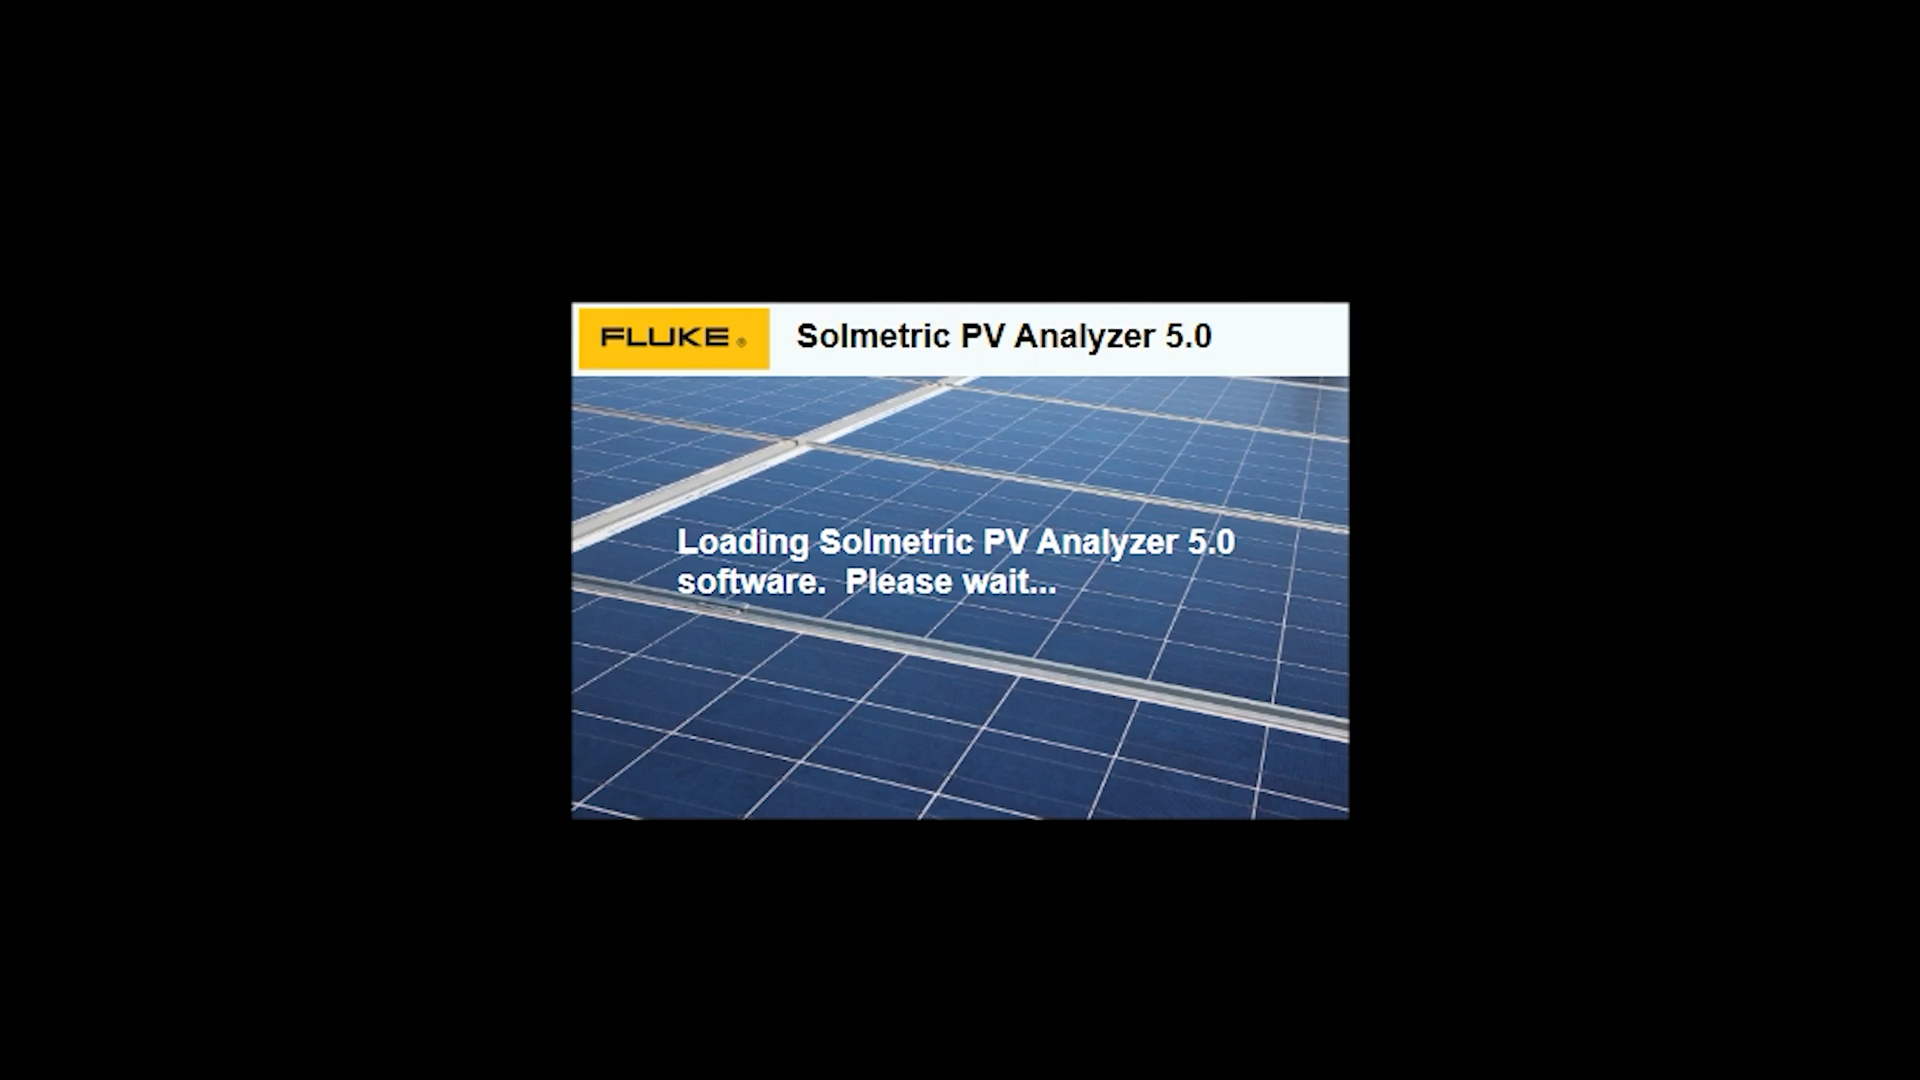 FLUKE®
Solmetric PV Analyzer 5.0
Loading Solmetric PV Analyzer 5.0
software.  Please wait...